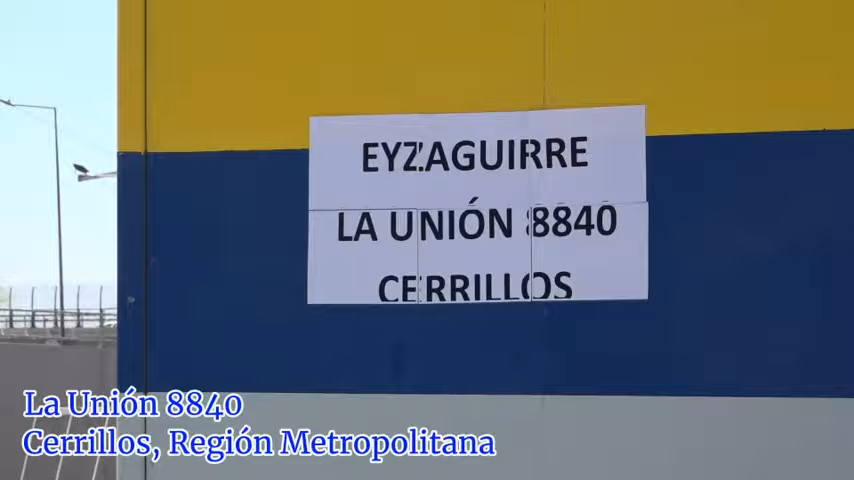 EYZAGUIRRE
LA UNIÓN 8840
CERRILLOS
La Unión 8840
Cerrillos, Región Metropolitana